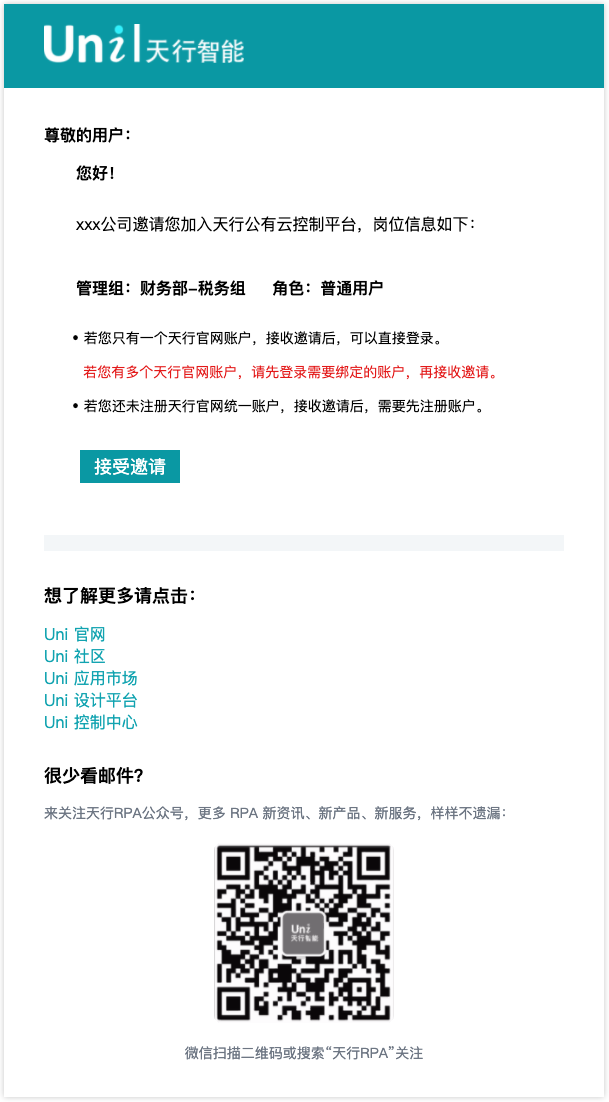 Uni 天行智能
尊敬的用户：
您好！
xxx公司邀请您加入天行公有云控制平台，岗位信息如下：
管理组：财务部-税务组 角色：普通用户
• 若您只有一个天行官网账户，接收邀请后，可以直接登录。
若您有多个天行官网账户，请先登录需要绑定的账户，再接收邀请。
• 若您还未注册天行官网统一账户，接收邀请后，需要先注册账户。
接受邀请
想了解更多请点击：
Uni 官网
Uni 社区
Uni 应用市场
Uni 设计平台
Uni 控制中心
很少看邮件？
来关注天行RPA公众号，更多 RPA 新资讯、新产品、新服务，样样不遗漏：
Uni
天行智能
微信扫描二维码或搜索“天行RPA”关注